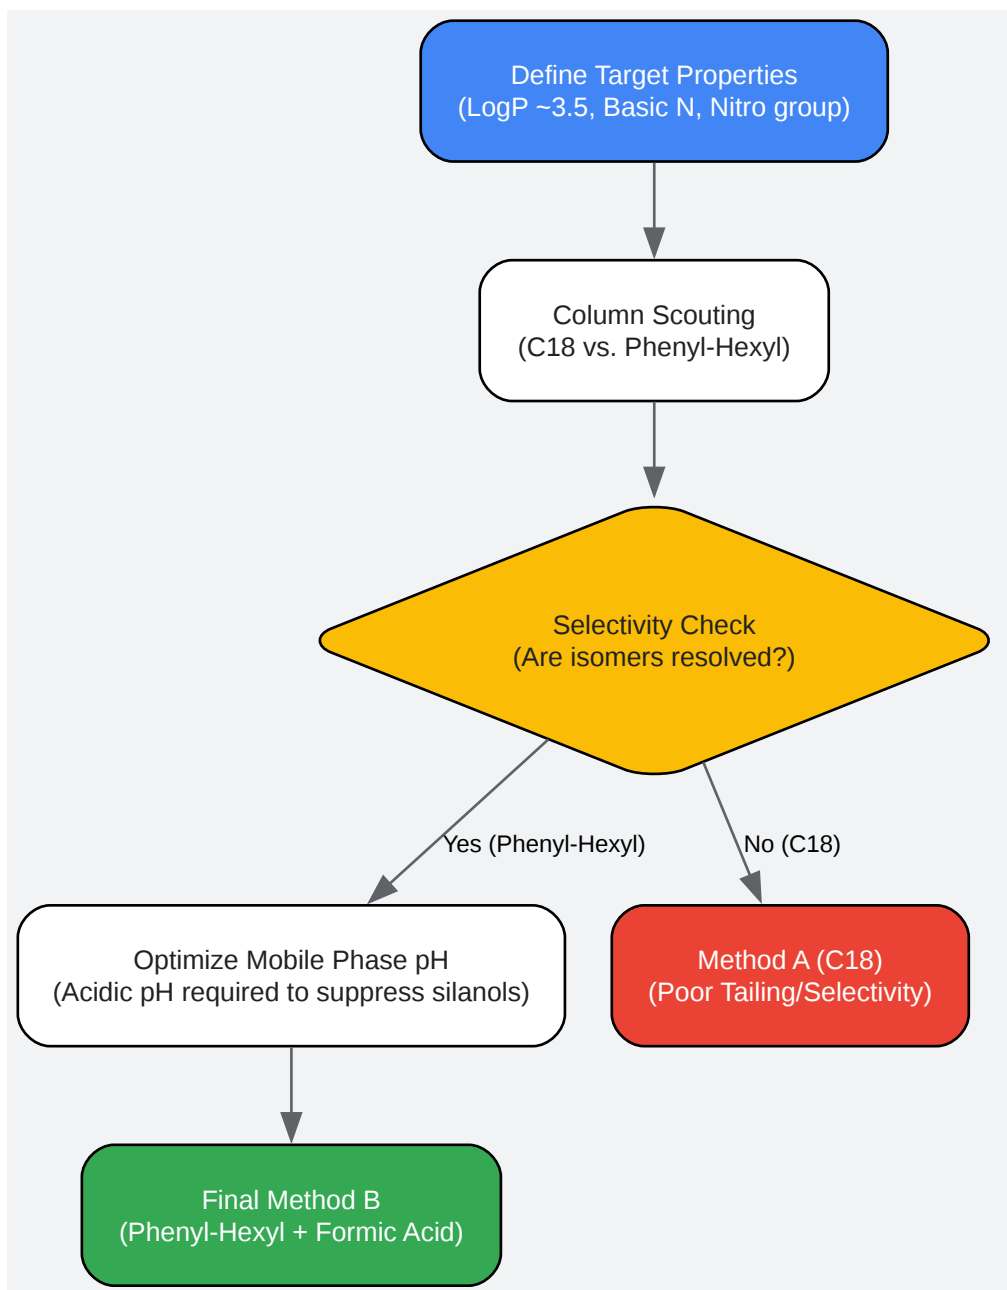 Define Target Properties
(LogP ~3.5, Basic N, Nitro group)
Column Scouting
(C18 vs. Phenyl-Hexyl)
Selectivity Check
(Are isomers resolved?)
Yes (Phenyl-Hexyl)
No (C18)
Optimize Mobile Phase pH
(Acidic pH required to suppress silanols)
Method A (C18)
(Poor Tailing/Selectivity)
Final Method B
(Phenyl-Hexyl + Formic Acid)